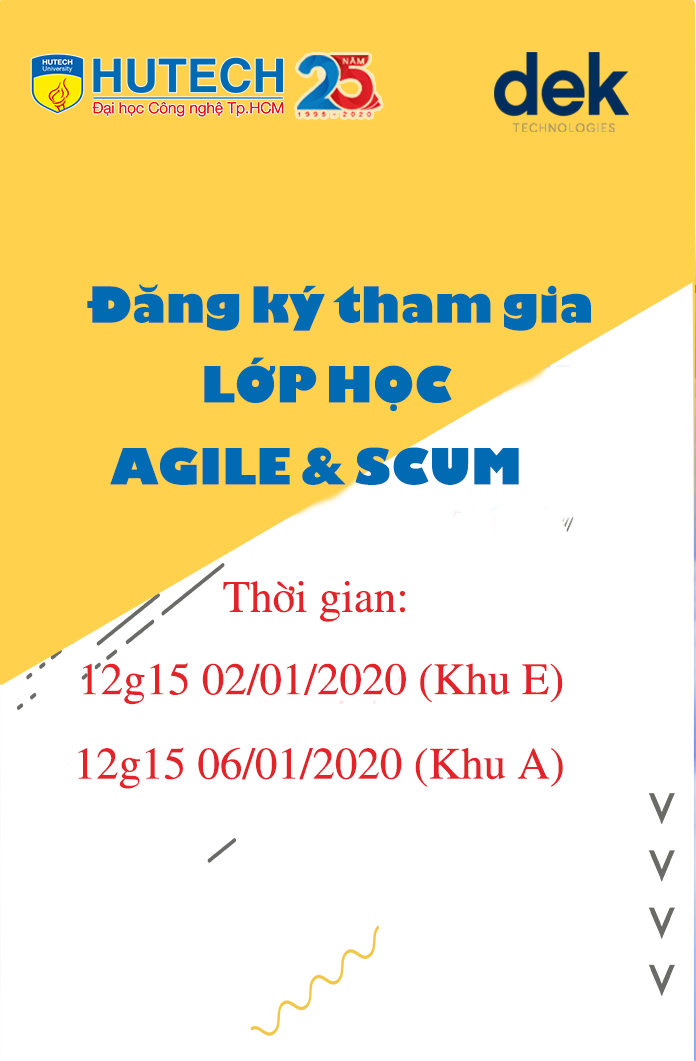 HUTECH
University
HUTECH
Đại học Công nghệ Tp.HCM
25 NĂM
1995-2020
dek
TECHNOLOGIES
Đăng ký tham gia
LỚP HỌC
AGILE & SCUM
Thời gian:
12g15 02/01/2020 (Khu E)
12g15 06/01/2020 (Khu A)